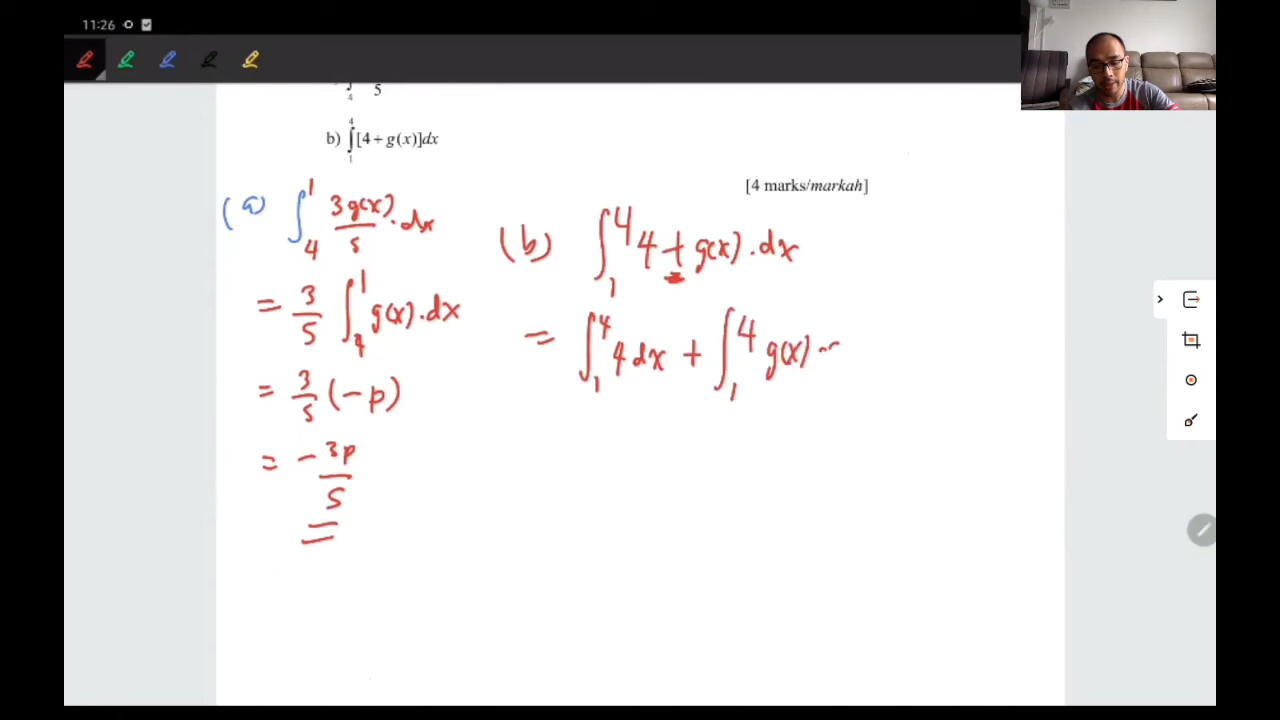 11:26
4 5
b) ∫₁⁴[4+g(x)]dx
[4 marks/markah]
(a) ∫₄¹ 3g(x)/5 · dx
= 3/5 ∫₄¹ g(x) · dx
= 3/5 (-p)
= -3p/5
(b) ∫₁⁴ 4 + g(x) · dx
= ∫₁⁴ 4 dx + ∫₁⁴ g(x)